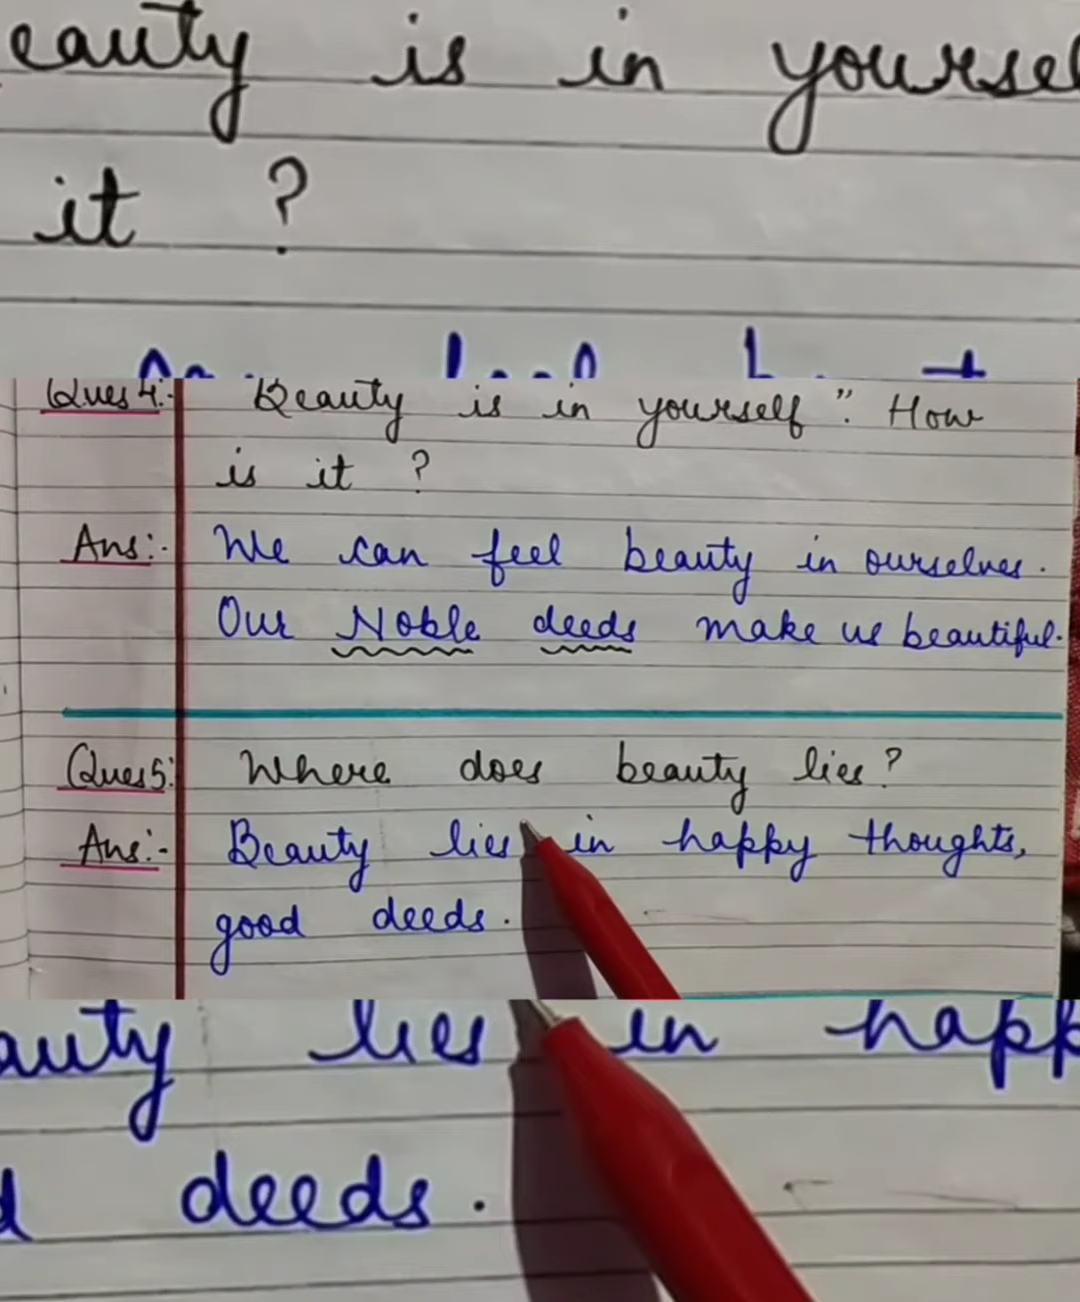 eauty is in yoursel
it ?
Ques 4:- "Beauty is in yourself". How
is it ?
Ans:- We can feel beauty in ourselves.
Our Noble deeds make us beautiful.
Ques 5: Where does beauty lies?
Ans:- Beauty lies in happy thoughts,
good deeds.
auty lies in happ
d deeds.